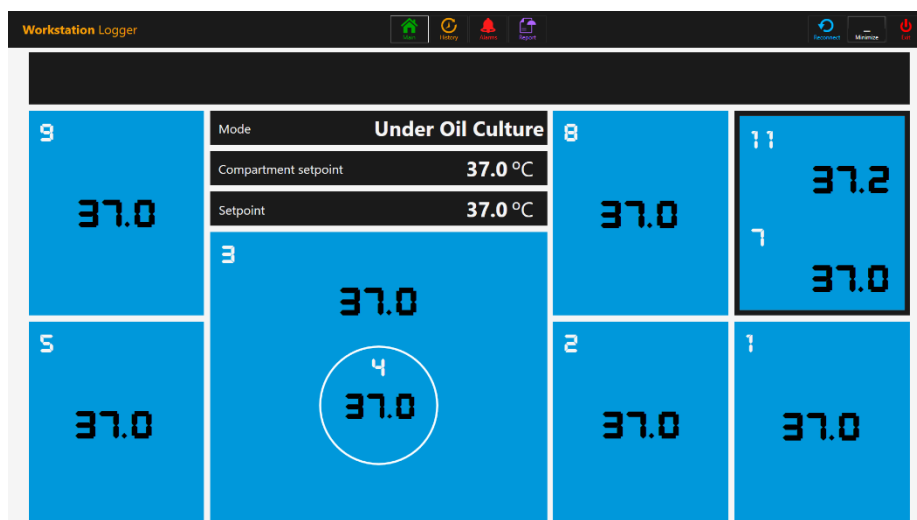 Workstation Logger
Main
History
Alarms
Report
Reconnect
Minimize
Exit
9
37.0
Mode
Under Oil Culture
Compartment setpoint
37.0 °C
Setpoint
37.0 °C
8
37.0
11
37.2
7
37.0
3
37.0
4
37.0
5
37.0
2
37.0
1
37.0